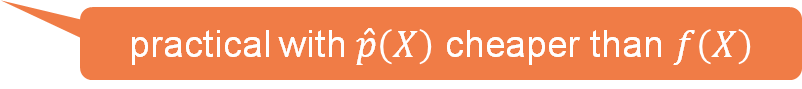 practical with p̂(X) cheaper than f(X)